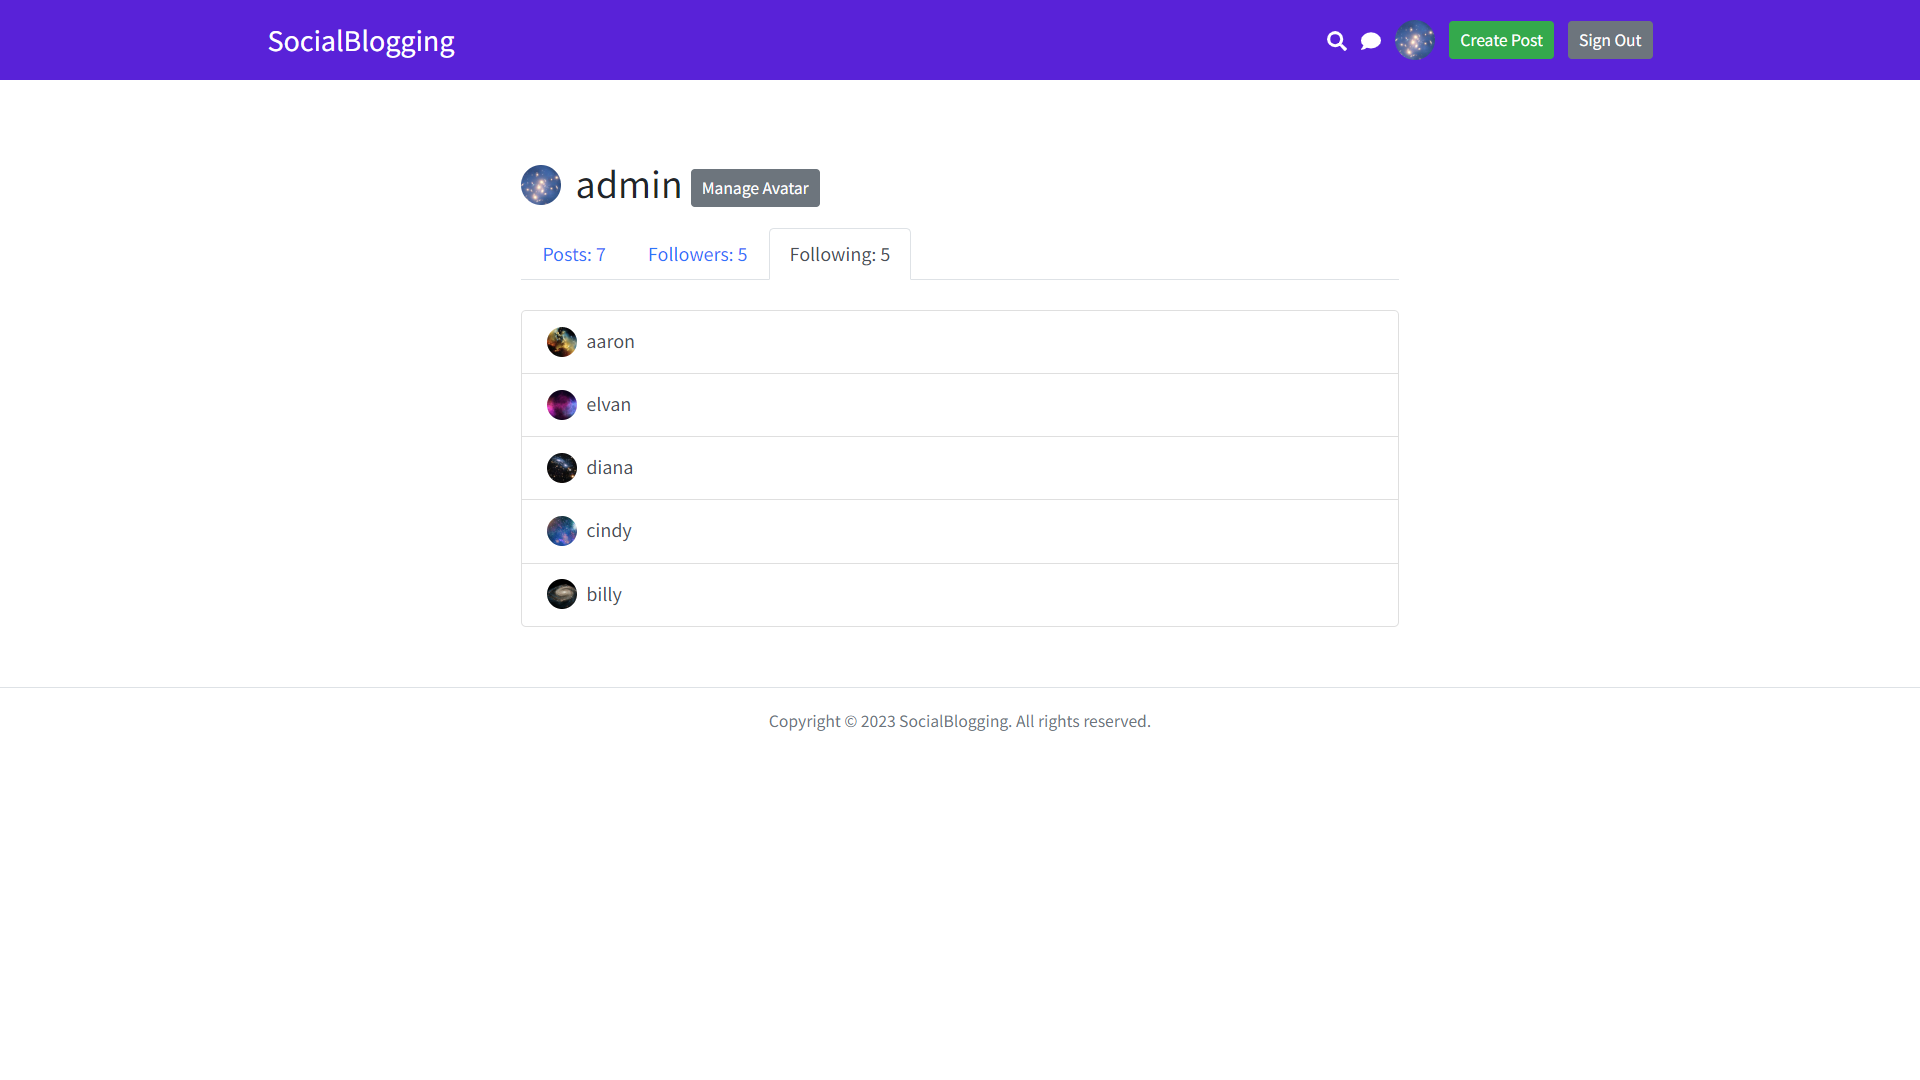 SocialBlogging
Create Post
Sign Out
admin
Manage Avatar
Posts: 7
Followers: 5
Following: 5
aaron
elvan
diana
cindy
billy
Copyright © 2023 SocialBlogging. All rights reserved.